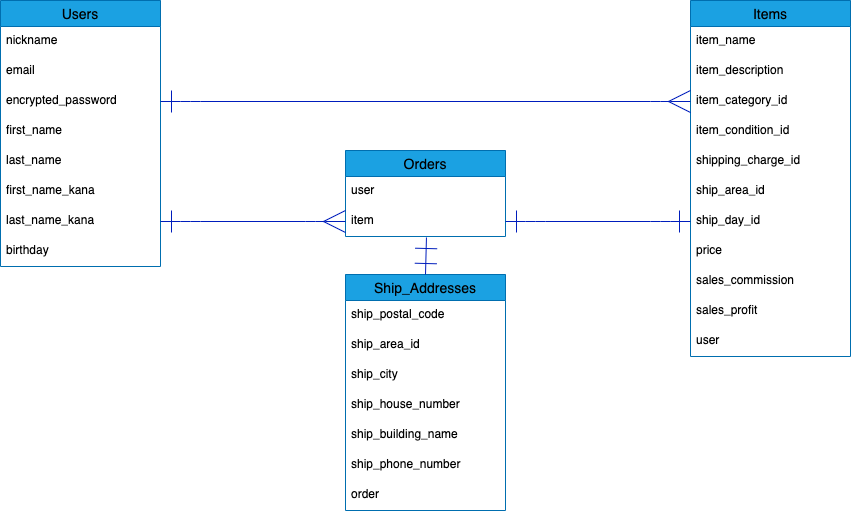 Users
nickname
email
encrypted_password
first_name
last_name
first_name_kana
last_name_kana
birthday
Orders
user
item
Ship_Addresses
ship_postal_code
ship_area_id
ship_city
ship_house_number
ship_building_name
ship_phone_number
order
Items
item_name
item_description
item_category_id
item_condition_id
shipping_charge_id
ship_area_id
ship_day_id
price
sales_commission
sales_profit
user